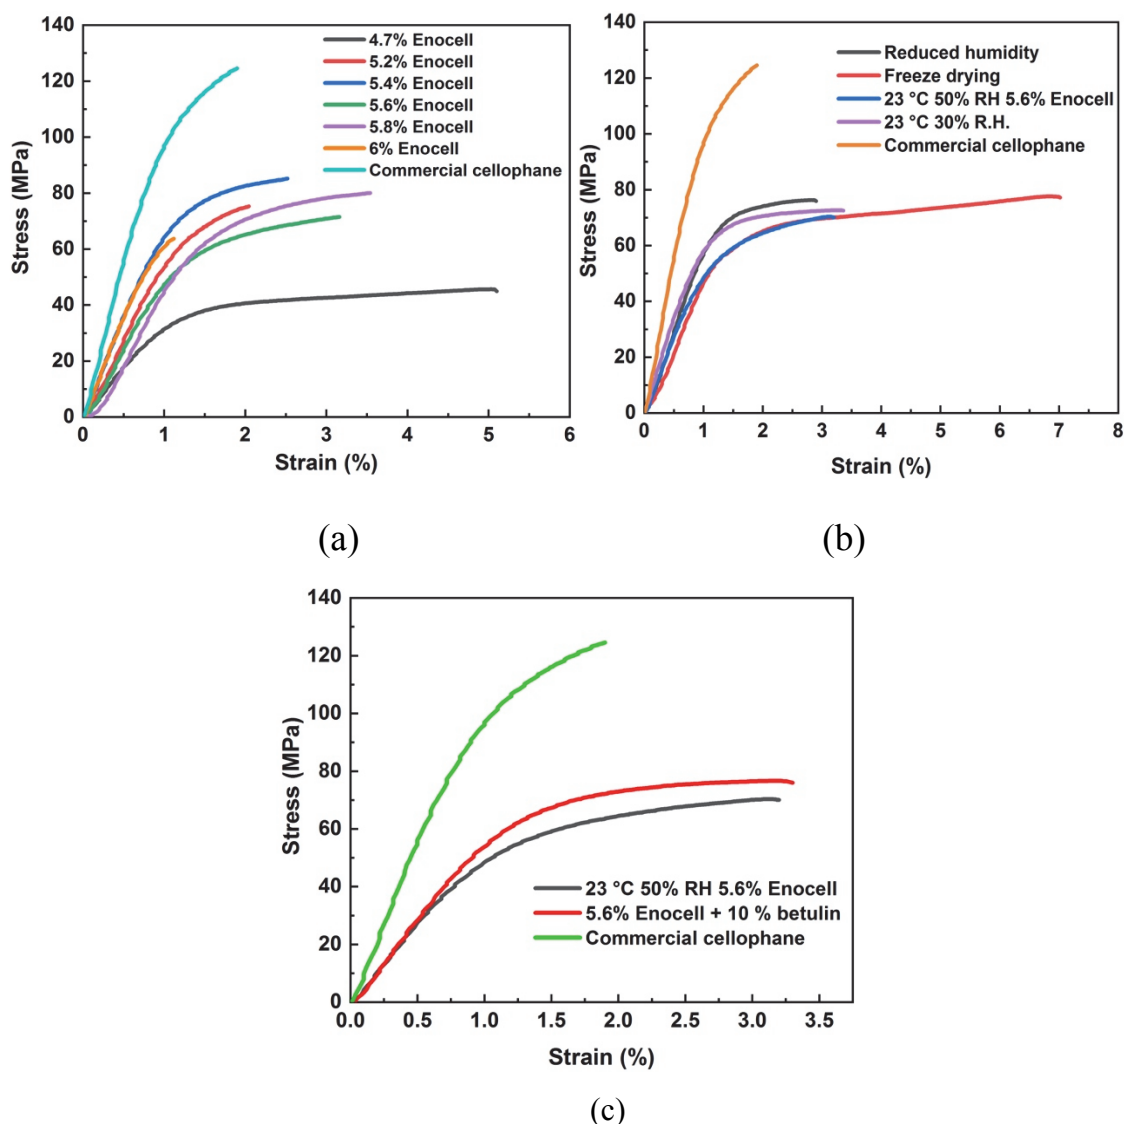 140
120
100
80
60
40
20
0
Stress (MPa)
4.7% Enocell
5.2% Enocell
5.4% Enocell
5.6% Enocell
5.8% Enocell
6% Enocell
Commercial cellophane
0 1 2 3 4 5 6
Strain (%)
(a)
140
120
100
80
60
40
20
0
Stress (MPa)
Reduced humidity
Freeze drying
23 °C 50% RH 5.6% Enocell
23 °C 30% R.H.
Commercial cellophane
0 1 2 3 4 5 6 7 8
Strain (%)
(b)
140
120
100
80
60
40
20
0
Stress (MPa)
23 °C 50% RH 5.6% Enocell
5.6% Enocell + 10 % betulin
Commercial cellophane
0.0 0.5 1.0 1.5 2.0 2.5 3.0 3.5
Strain (%)
(c)